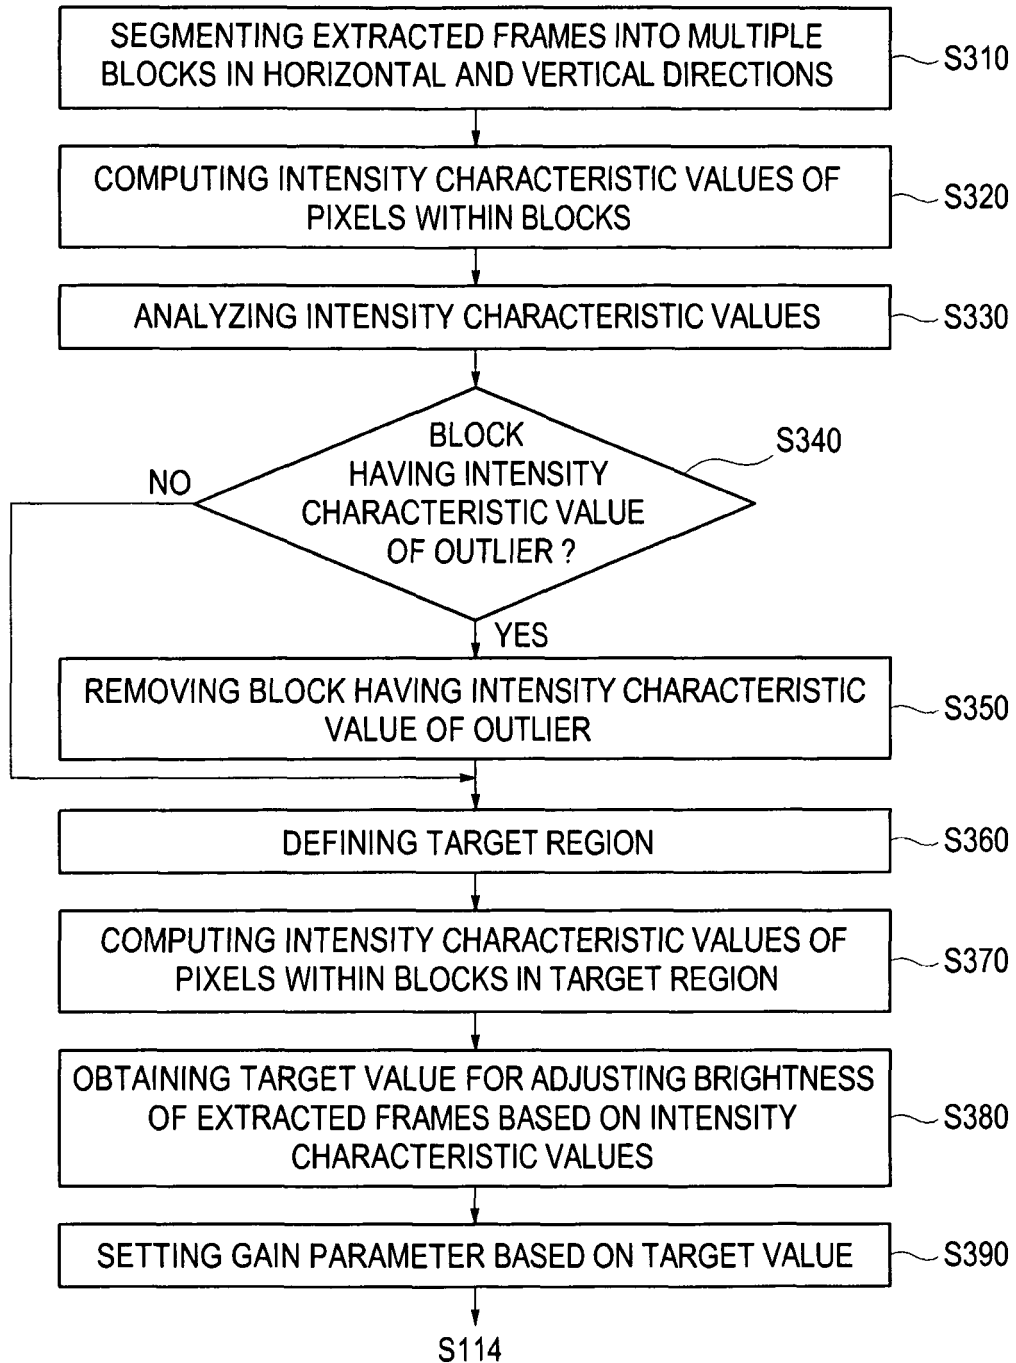 SEGMENTING EXTRACTED FRAMES INTO MULTIPLE
BLOCKS IN HORIZONTAL AND VERTICAL DIRECTIONS
S310
COMPUTING INTENSITY CHARACTERISTIC VALUES OF
PIXELS WITHIN BLOCKS
S320
ANALYZING INTENSITY CHARACTERISTIC VALUES
S330
BLOCK
HAVING INTENSITY
CHARACTERISTIC VALUE
OF OUTLIER ?
S340
NO
YES
REMOVING BLOCK HAVING INTENSITY CHARACTERISTIC
VALUE OF OUTLIER
S350
DEFINING TARGET REGION
S360
COMPUTING INTENSITY CHARACTERISTIC VALUES OF
PIXELS WITHIN BLOCKS IN TARGET REGION
S370
OBTAINING TARGET VALUE FOR ADJUSTING BRIGHTNESS
OF EXTRACTED FRAMES BASED ON INTENSITY
CHARACTERISTIC VALUES
S380
SETTING GAIN PARAMETER BASED ON TARGET VALUE
S390
S114